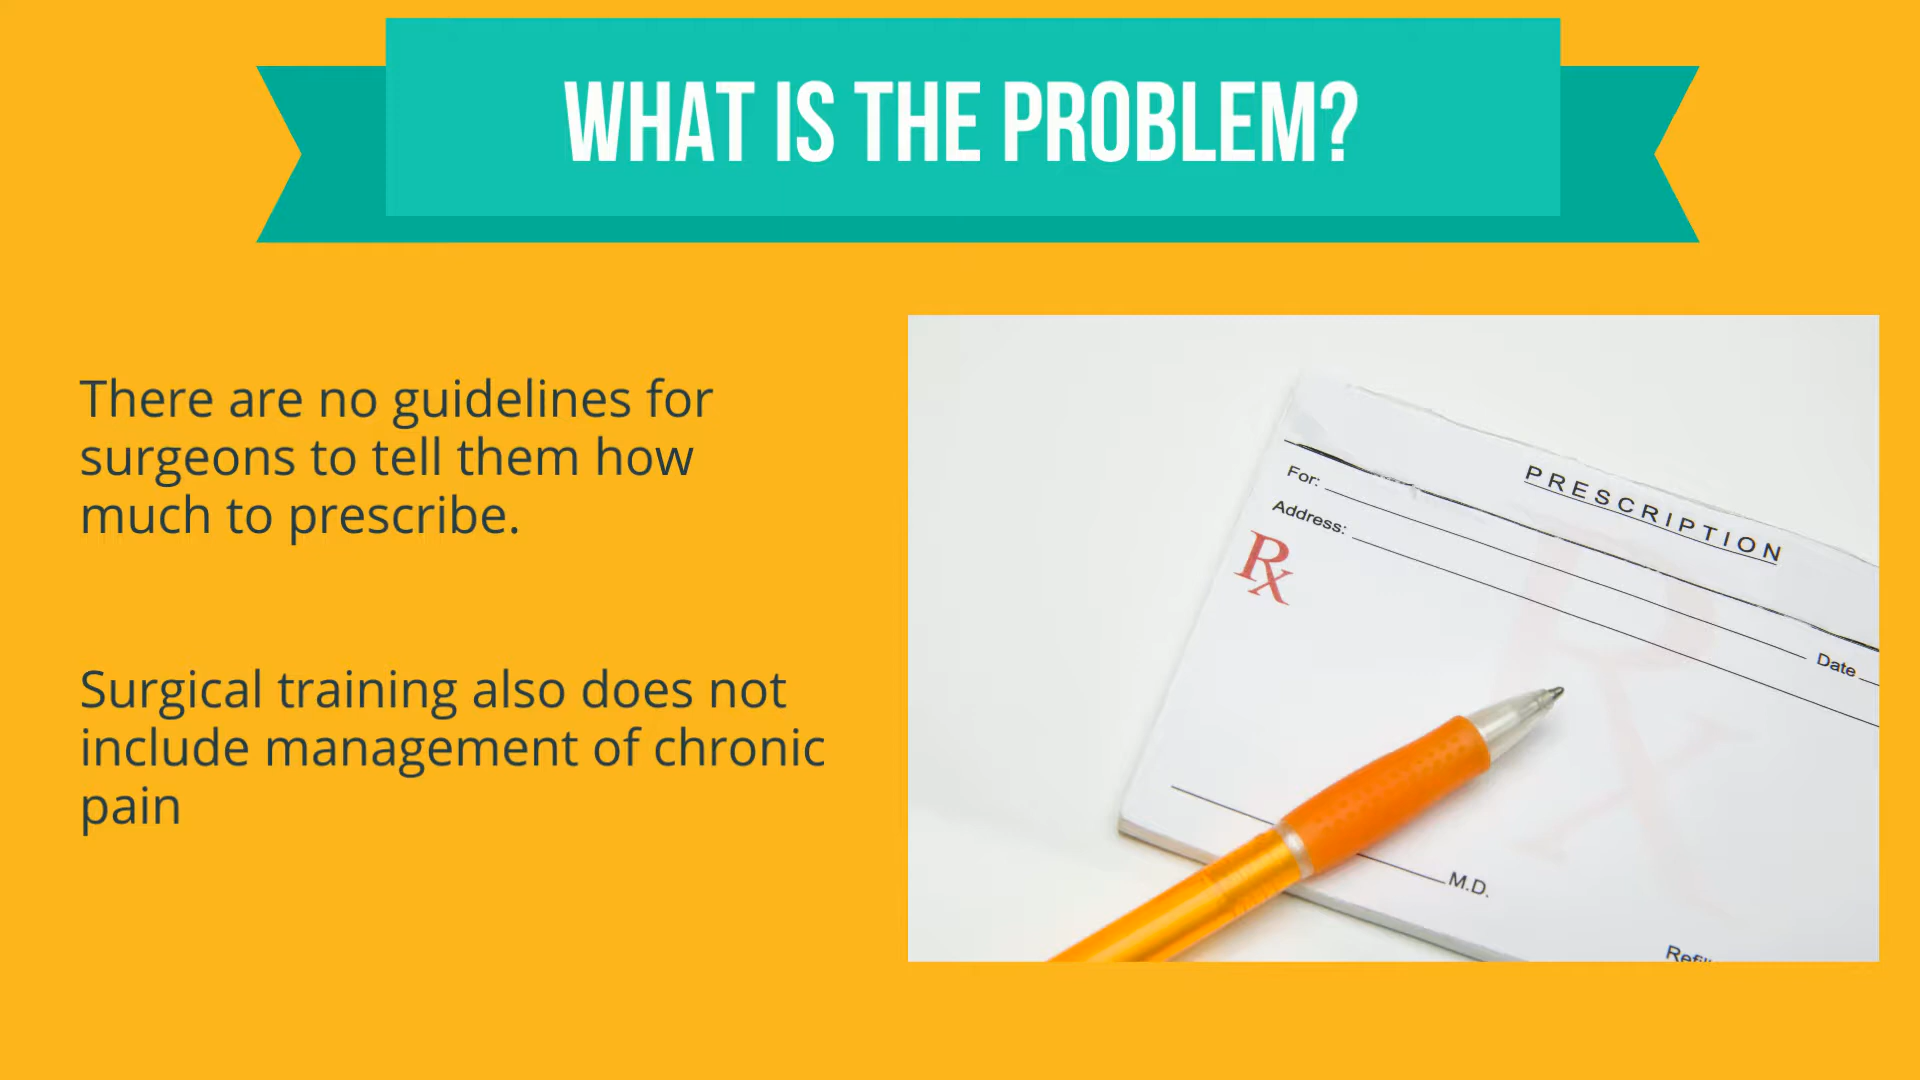 WHAT IS THE PROBLEM?
There are no guidelines for
surgeons to tell them how
much to prescribe.
Surgical training also does not
include management of chronic
pain
PRESCRIPTION
For:
Address:
Rx
Date
M.D.